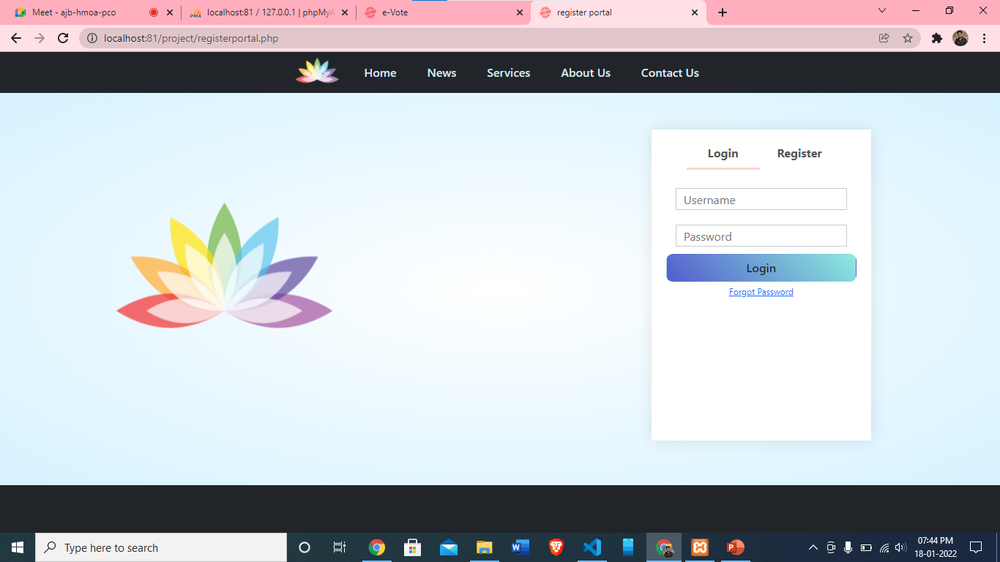 Meet - ajb-hmoa-pco
PMA localhost:81 / 127.0.0.1 | phpMyA
e-Vote
register portal
localhost:81/project/registerportal.php
Home News Services About Us Contact Us
Login Register
Username
Password
Login
Forgot Password
Type here to search
07:44 PM
18-01-2022